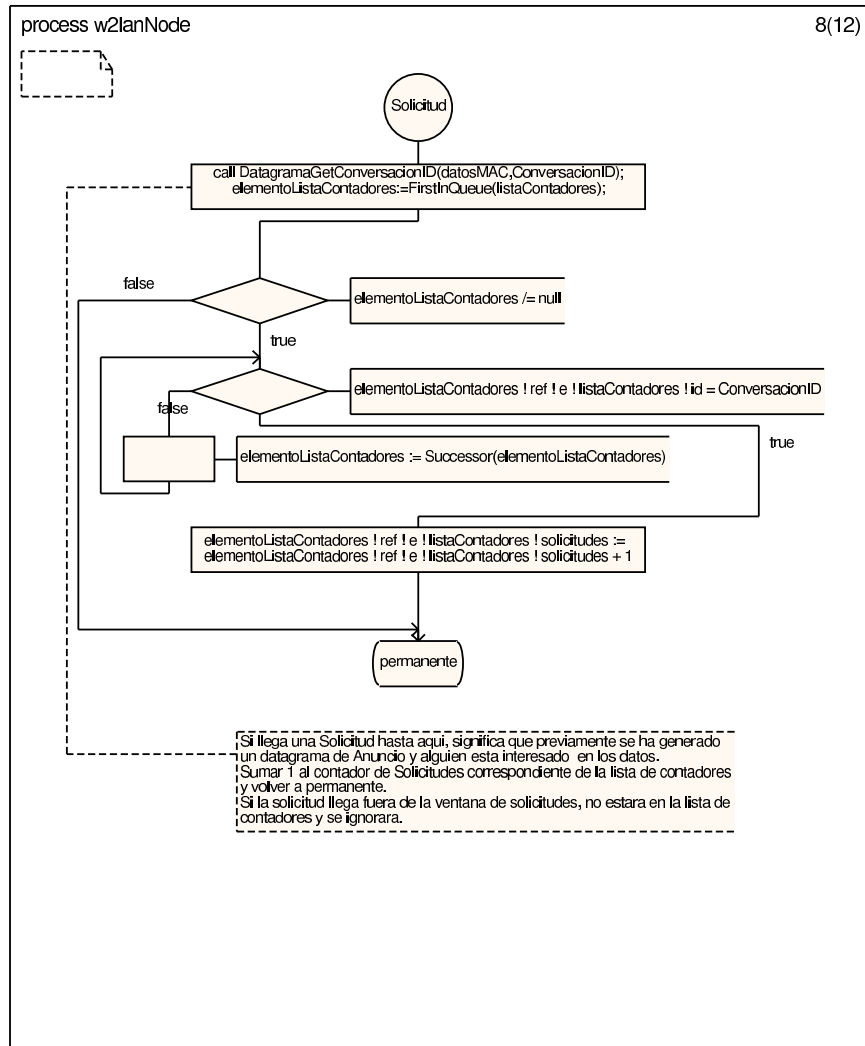 process w2lanNode
8(12)
Solicitud
call DatagramaGetConversacionID(datosMAC,ConversacionID);
elementoListaContadores:=FirstInQueue(listaContadores);
false
elementoListaContadores /= null
true
elementoListaContadores ! ref ! e ! listaContadores ! id = ConversacionID
false
true
elementoListaContadores := Successor(elementoListaContadores)
elementoListaContadores ! ref ! e ! listaContadores ! solicitudes :=
elementoListaContadores ! ref ! e ! listaContadores ! solicitudes + 1
permanente
Si llega una Solicitud hasta aqui, significa que previamente se ha generado
un datagrama de Anuncio y alguien esta interesado en los datos.
Sumar 1 al contador de Solicitudes correspondiente de la lista de contadores
y volver a permanente.
Si la solicitud llega fuera de la ventana de solicitudes, no estara en la lista de
contadores y se ignorara.